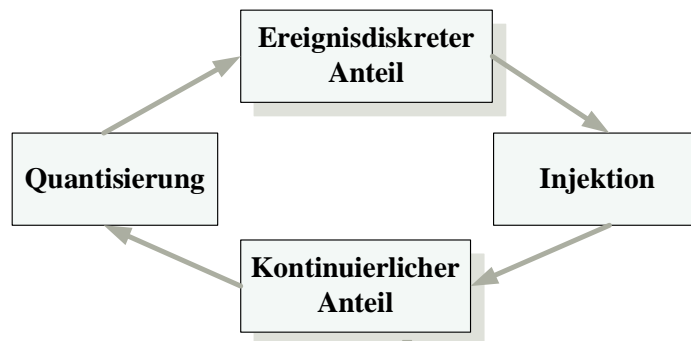 Ereignisdiskreter
Anteil
Quantisierung
Injektion
Kontinuierlicher
Anteil